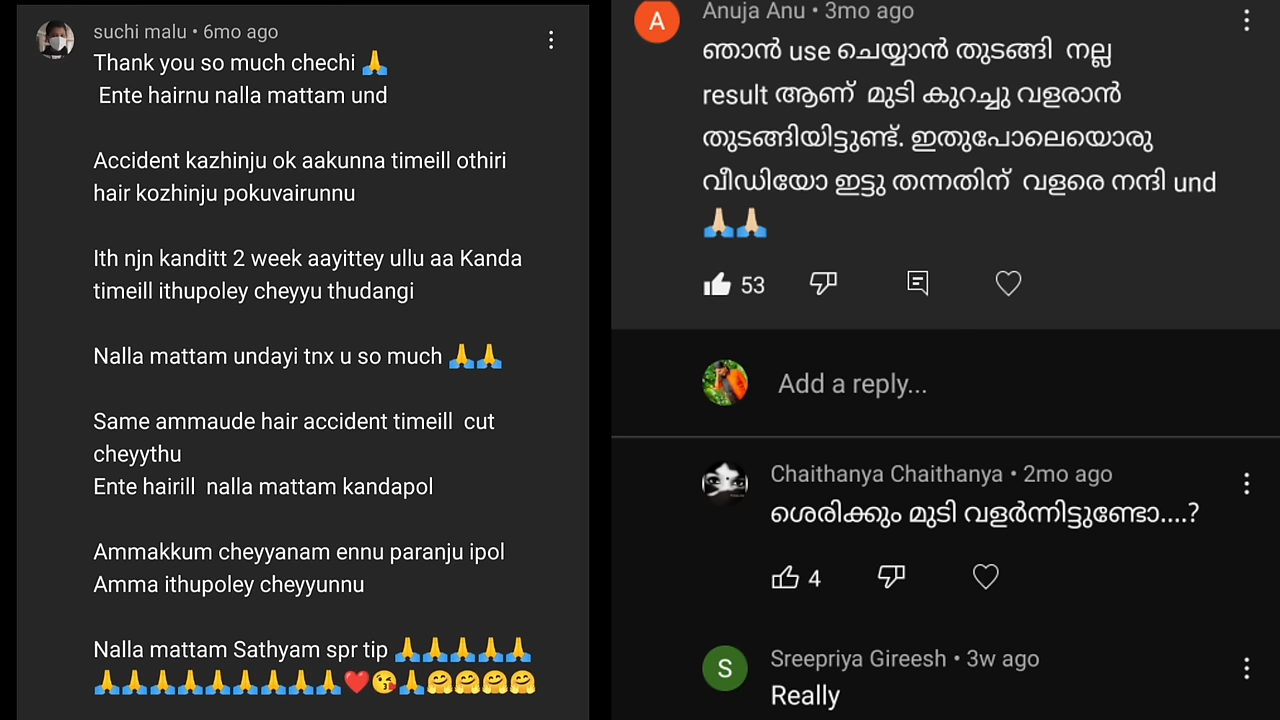 suchi malu • 6mo ago
Thank you so much chechi 🙏
Ente hairnu nalla mattam und
Accident kazhinju ok aakunna timeill othiri
hair kozhinju pokuvairunnu
Ith njn kanditt 2 week aayittey ullu aa Kanda
timeill ithupoley cheyyu thudangi
Nalla mattam undayi tnx u so much 🙏🙏
Same ammaude hair accident timeill cut
cheyythu
Ente hairill nalla mattam kandapol
Ammakkum cheyyanam ennu paranju ipol
Amma ithupoley cheyyunnu
Nalla mattam Sathyam spr tip 🙏🙏🙏🙏🙏
🙏🙏🙏🙏🙏🙏🙏🙏🙏❤️😘🙏🤗🤗🤗🤗
A
Anuja Anu • 3mo ago
ഞാൻ use ചെയ്യാൻ തുടങ്ങി നല്ല
result ആണ് മുടി കുറച്ചു വളരാൻ
തുടങ്ങിയിട്ടുണ്ട്. ഇതുപോലെയൊരു
വീഡിയോ ഇട്ടു തന്നതിന് വളരെ നന്ദി und
🙏🏻🙏🏻
53
Add a reply...
Chaithanya Chaithanya • 2mo ago
ശെരിക്കും മുടി വളർന്നിട്ടുണ്ടോ....?
4
S
Sreepriya Gireesh • 3w ago
Really